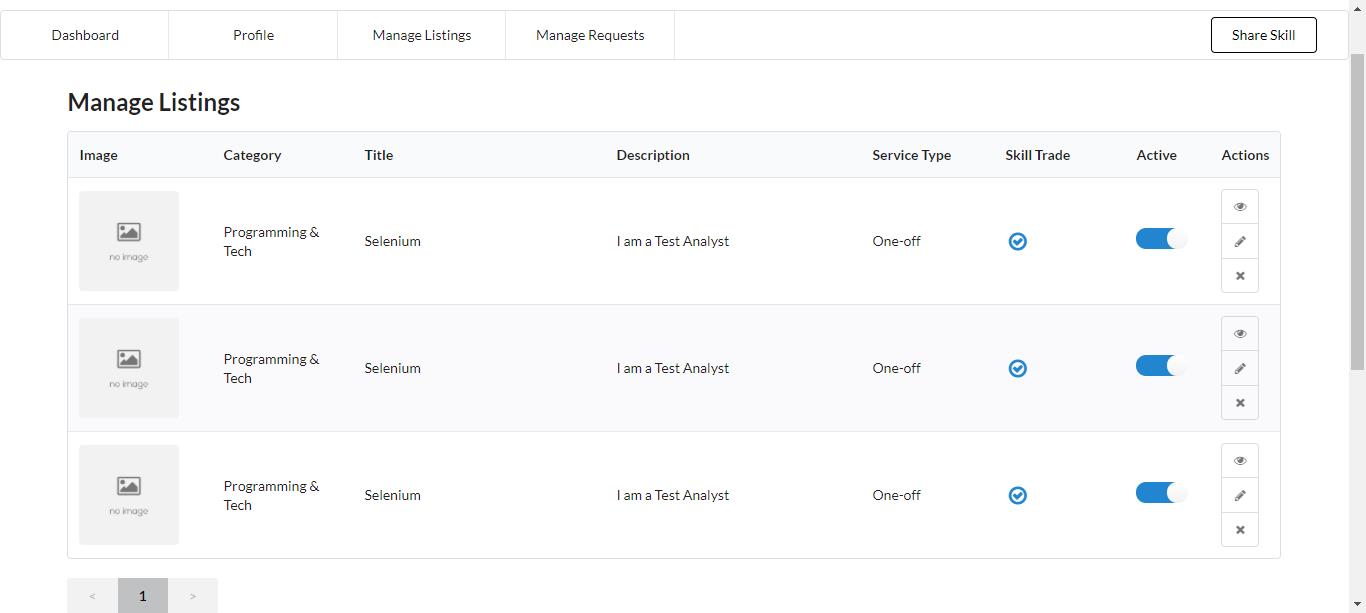 Dashboard Profile Manage Listings Manage Requests Share Skill
Manage Listings
Image Category Title Description Service Type Skill Trade Active Actions
no image
Programming &
Tech
Selenium
I am a Test Analyst
One-off
no image
Programming &
Tech
Selenium
I am a Test Analyst
One-off
no image
Programming &
Tech
Selenium
I am a Test Analyst
One-off
< 1 >